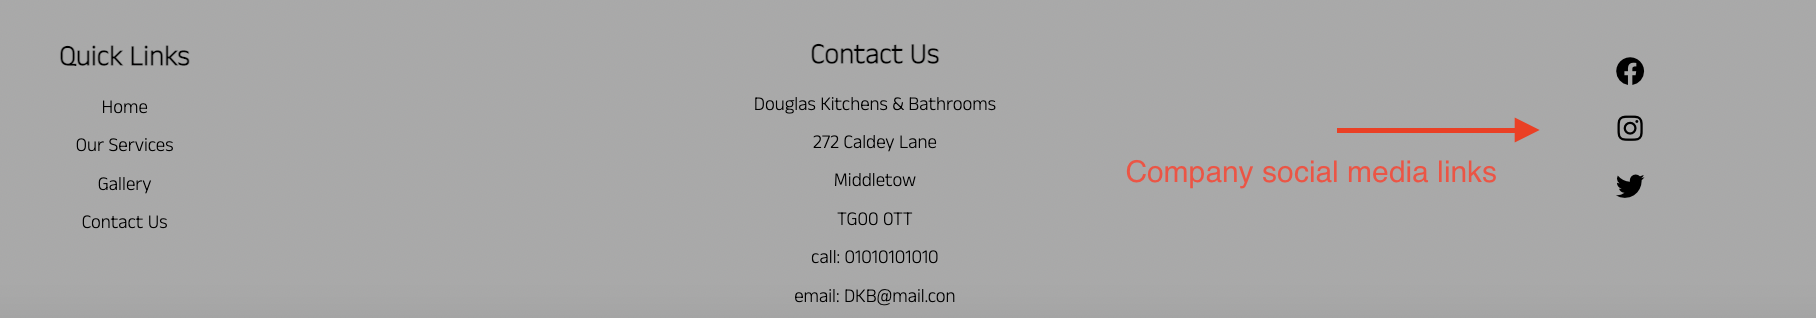 Quick Links
Home
Our Services
Gallery
Contact Us
Contact Us
Douglas Kitchens & Bathrooms
272 Caldey Lane
Middletow
TG00 0TT
call: 01010101010
email: DKB@mail.con
Company social media links